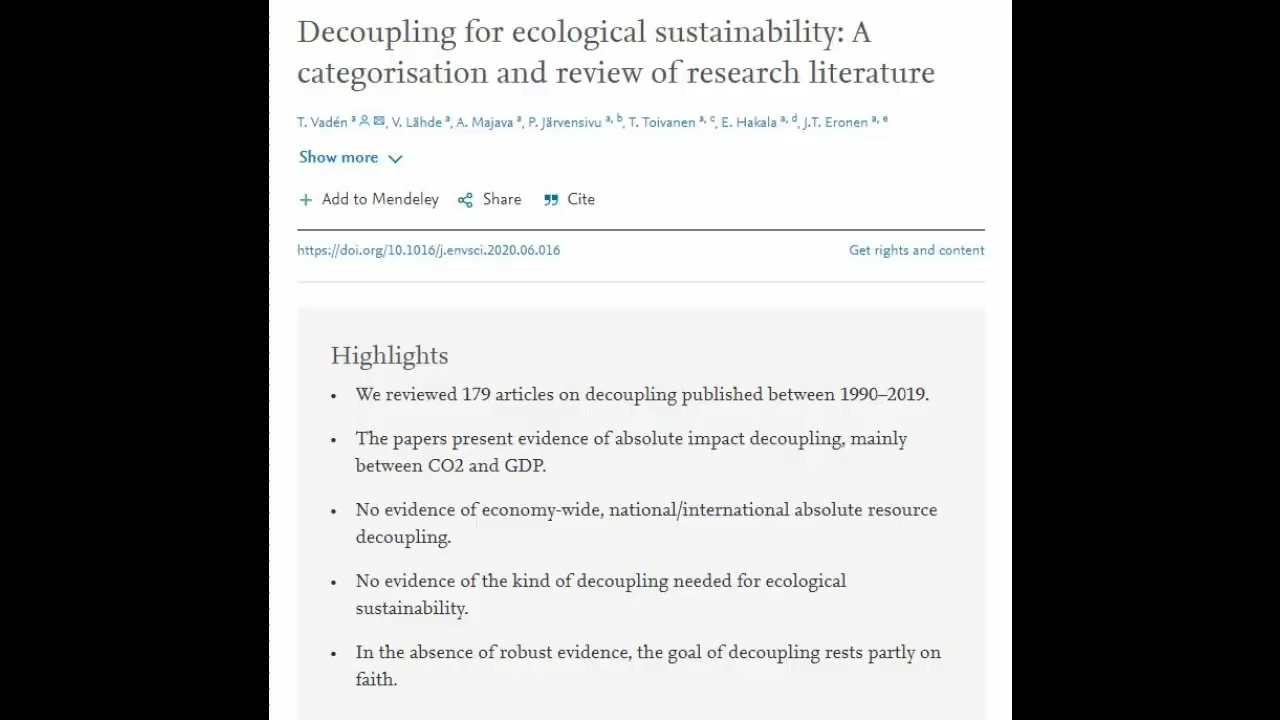 Decoupling for ecological sustainability: A
categorisation and review of research literature
T. Vadén a, V. Lähde a, A. Majava a, P. Järvensivu a, b, T. Toivanen a, c, E. Hakala a, d, J.T. Eronen a, e
Show more
+ Add to Mendeley Share Cite
https://doi.org/10.1016/j.envsci.2020.06.016 Get rights and content
Highlights
• We reviewed 179 articles on decoupling published between 1990–2019.
• The papers present evidence of absolute impact decoupling, mainly
between CO2 and GDP.
• No evidence of economy-wide, national/international absolute resource
decoupling.
• No evidence of the kind of decoupling needed for ecological
sustainability.
• In the absence of robust evidence, the goal of decoupling rests partly on
faith.